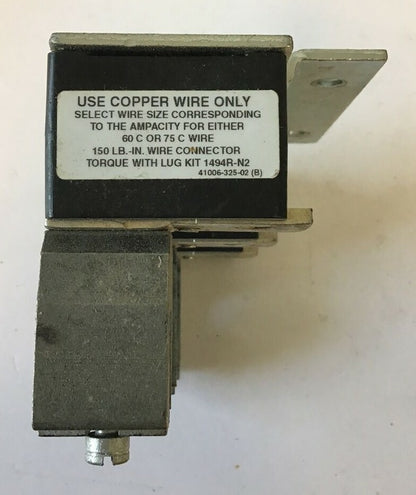 USE COPPER WIRE ONLY
SELECT WIRE SIZE CORRESPONDING
TO THE AMPACITY FOR EITHER
60 C OR 75 C WIRE
150 LB.-IN. WIRE CONNECTOR
TORQUE WITH LUG KIT 1494R-N2
41006-325-02 (B)